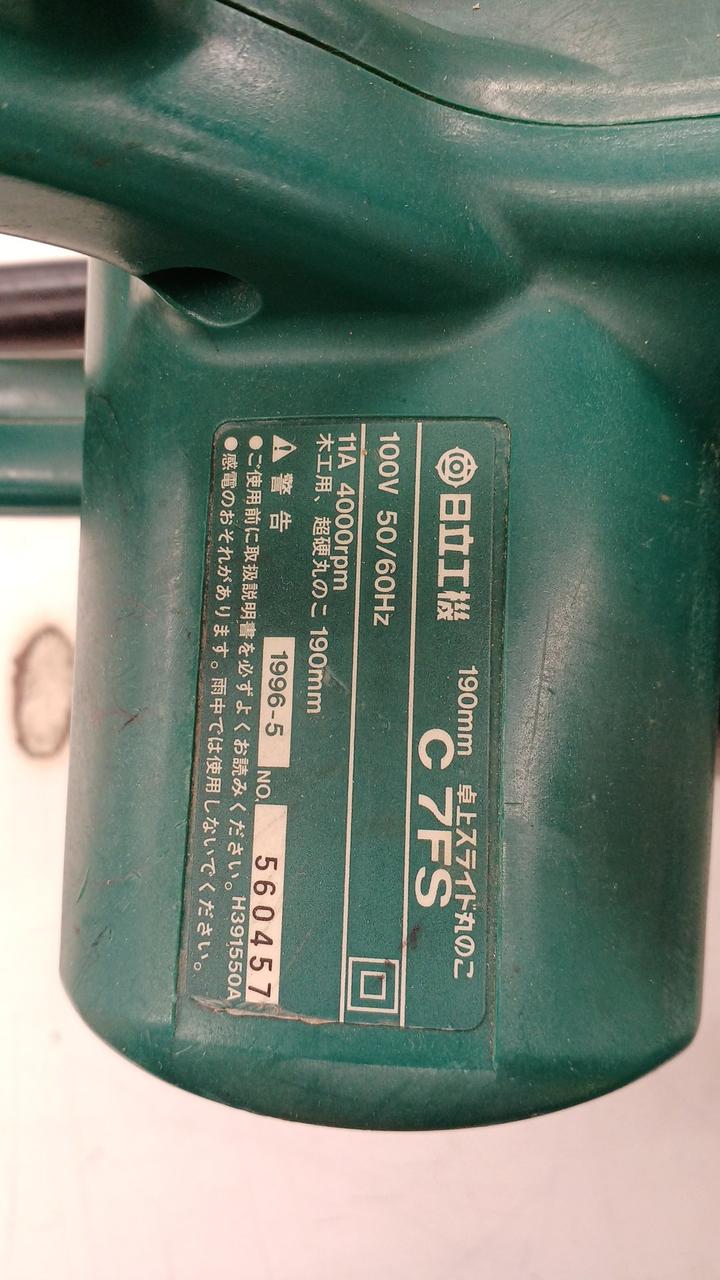 日立工機
190mm 卓上スライド丸のこ
C 7FS
100V 50/60Hz
11A 4000rpm
木工用、超硬丸のこ 190mm
警告 1996-5 NO. 560457
●ご使用前に取扱説明書を必ずよくお読みください。H391550A
●感電のおそれがあります。雨中では使用しないでください。